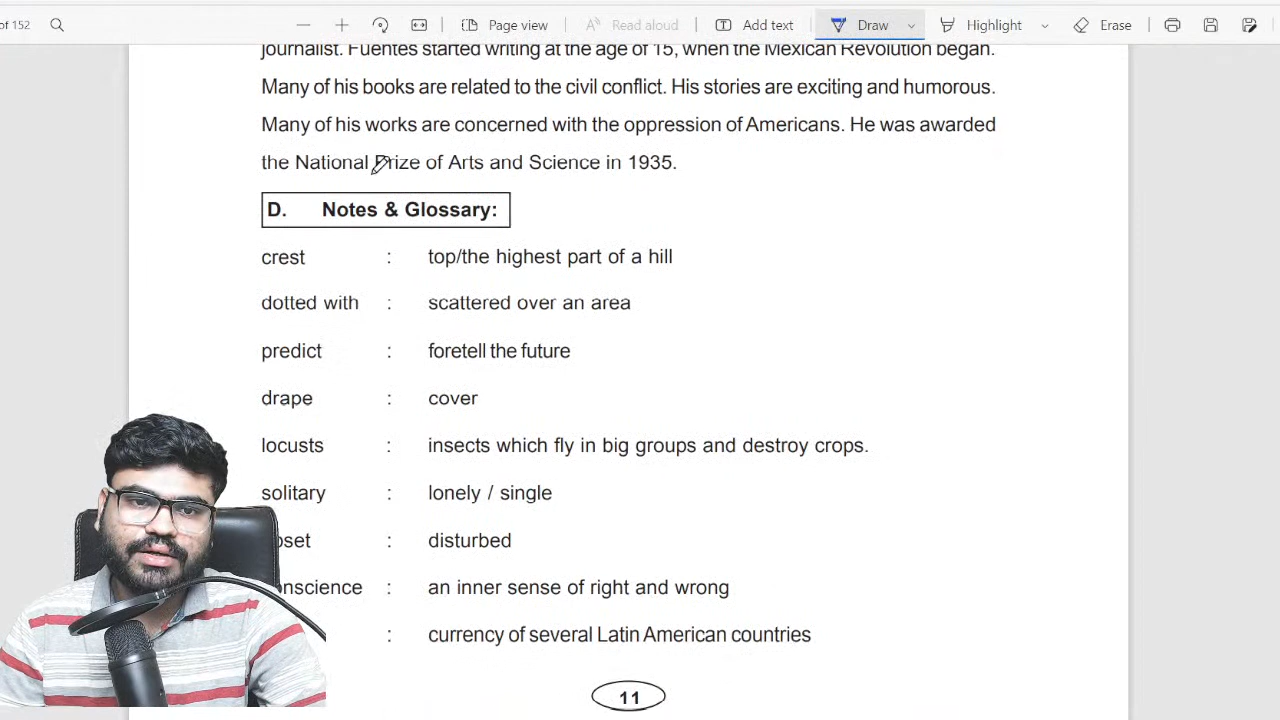 of 152 Page view Read aloud Add text Draw Highlight Erase
journalist. Fuentes started writing at the age of 15, when the Mexican Revolution began.
Many of his books are related to the civil conflict. His stories are exciting and humorous.
Many of his works are concerned with the oppression of Americans. He was awarded
the National Prize of Arts and Science in 1935.
D. Notes & Glossary:
crest : top/the highest part of a hill
dotted with : scattered over an area
predict : foretell the future
drape : cover
locusts : insects which fly in big groups and destroy crops.
solitary : lonely / single
: disturbed
: an inner sense of right and wrong
: currency of several Latin American countries
11